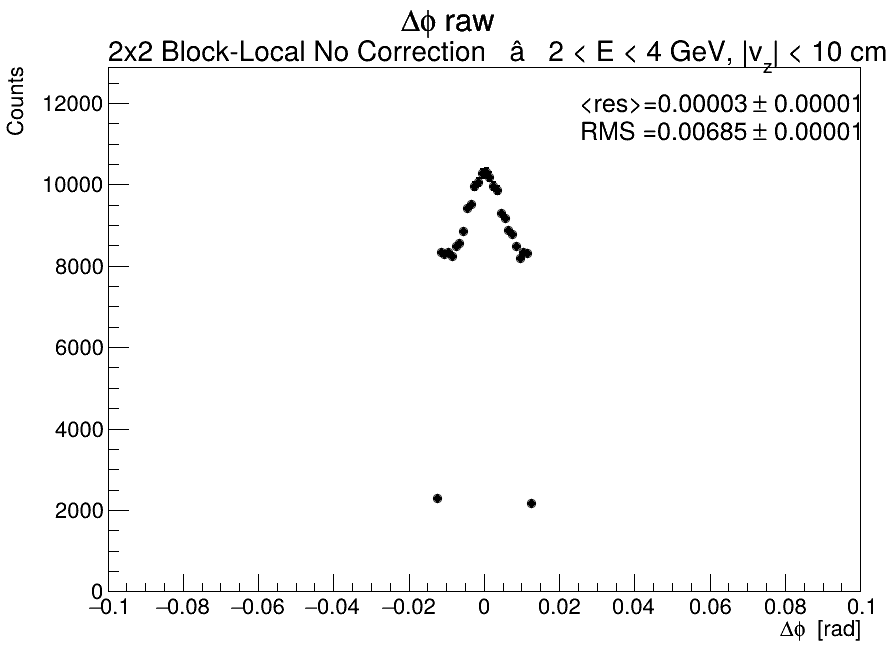 Δϕ raw
2x2 Block-Local No Correction â 2 < E < 4 GeV, |v_z| < 10 cm
<res>=0.00003 ± 0.00001
RMS =0.00685 ± 0.00001
Counts
12000
10000
8000
6000
4000
2000
0
−0.1 −0.08 −0.06 −0.04 −0.02 0 0.02 0.04 0.06 0.08 0.1
Δϕ [rad]